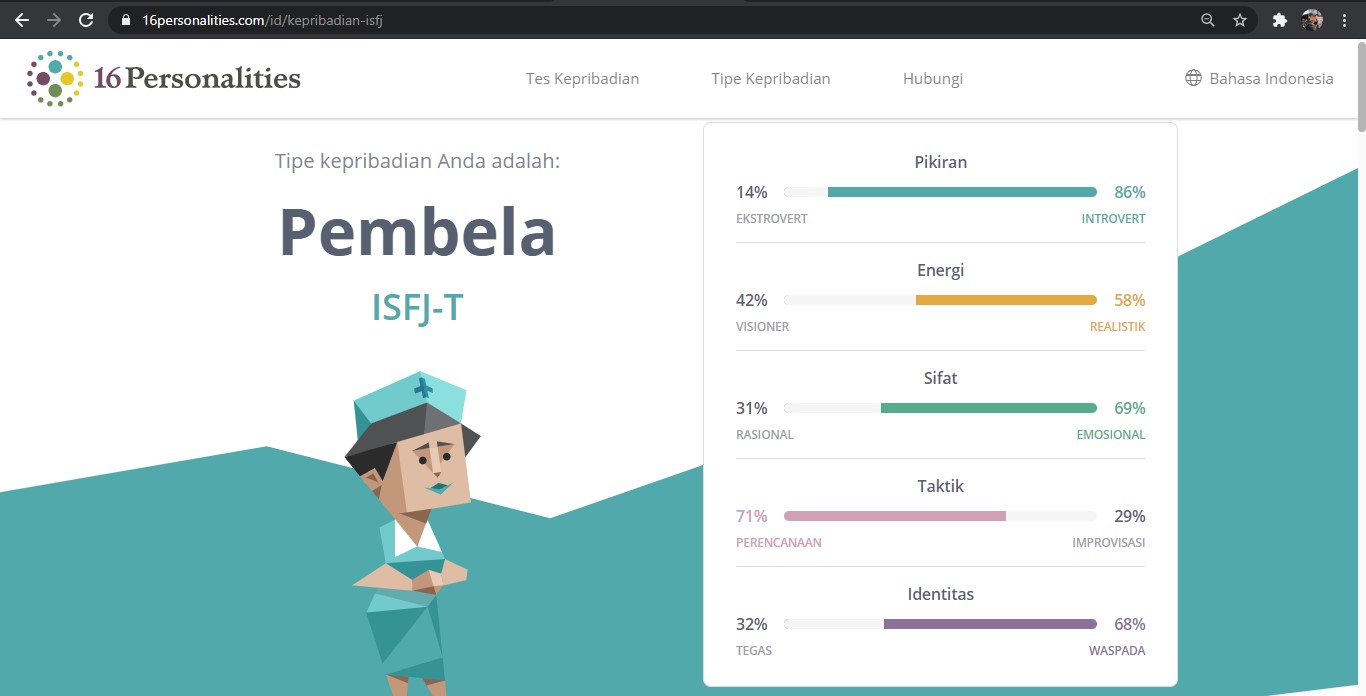 16personalities.com/id/kepribadian-isfj
16Personalities
Tes Kepribadian
Tipe Kepribadian
Hubungi
Bahasa Indonesia
Tipe kepribadian Anda adalah:
Pembela
ISFJ-T
Pikiran
14% 86%
EKSTROVERT INTROVERT
Energi
42% 58%
VISIONER REALISTIK
Sifat
31% 69%
RASIONAL EMOSIONAL
Taktik
71% 29%
PERENCANAAN IMPROVISASI
Identitas
32% 68%
TEGAS WASPADA